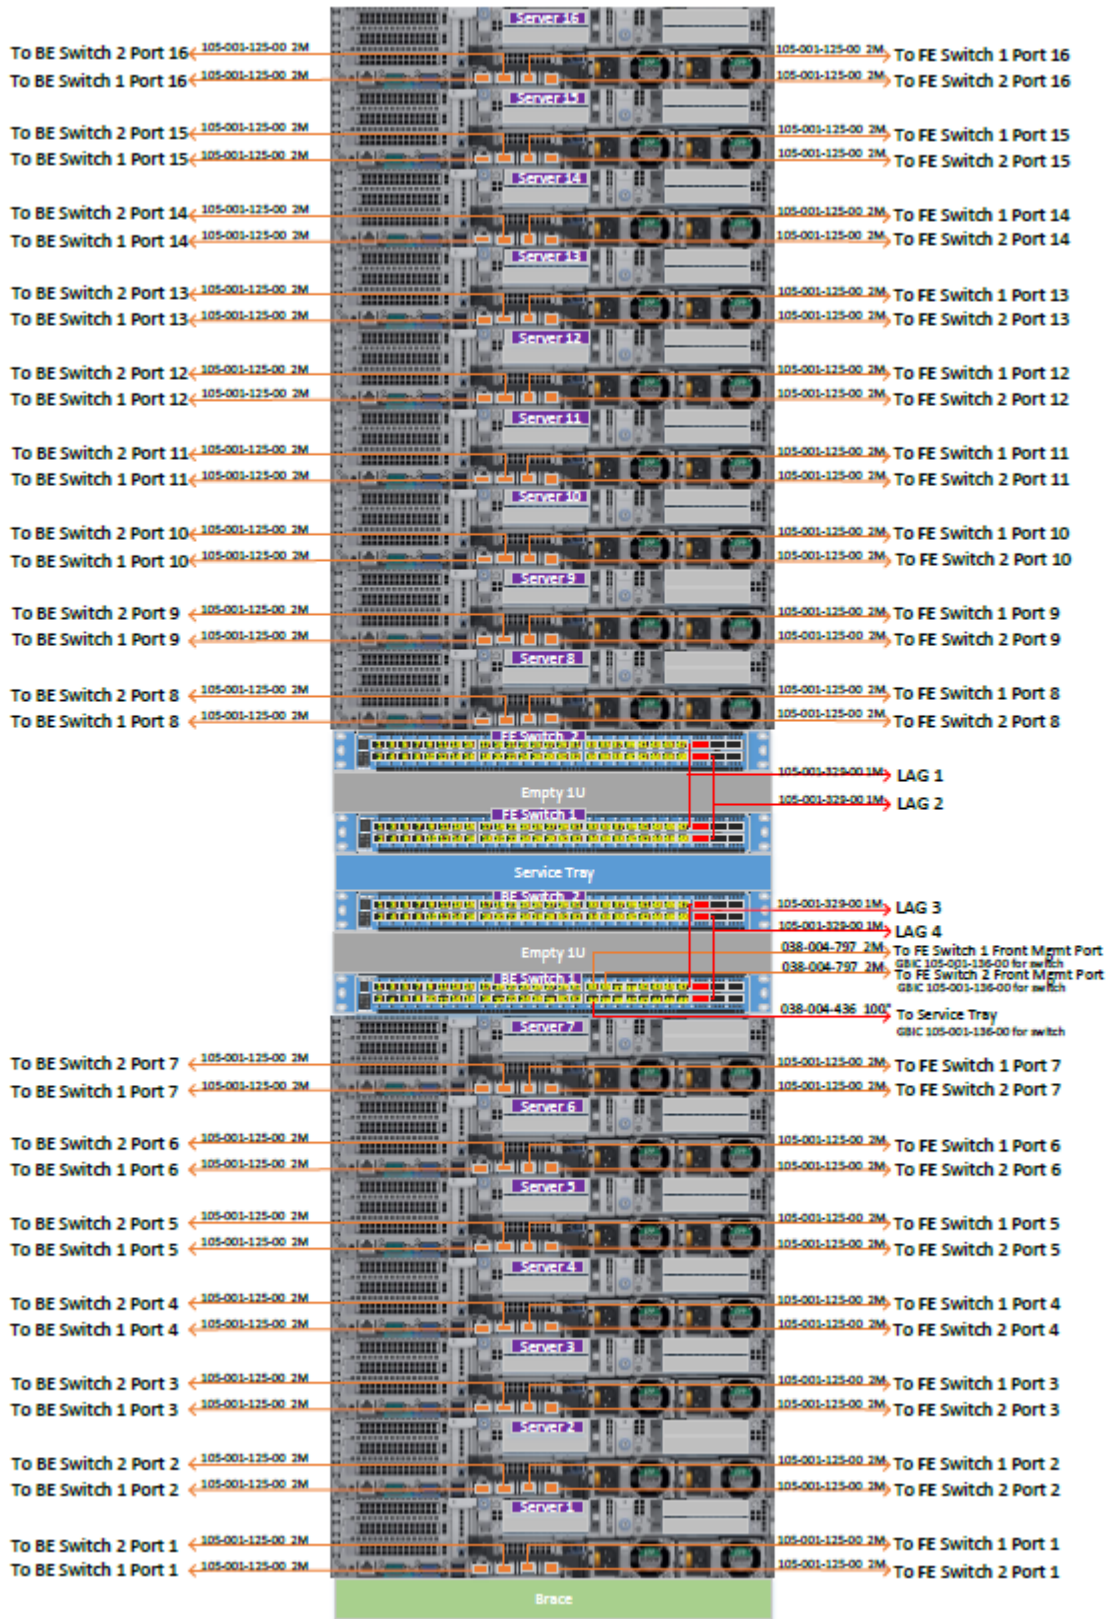 Server 16
To BE Switch 2 Port 16 105-001-125-00 2M 105-001-125-00 2M To FE Switch 1 Port 16
To BE Switch 1 Port 16 105-001-125-00 2M 105-001-125-00 2M To FE Switch 2 Port 16
Server 15
To BE Switch 2 Port 15 105-001-125-00 2M 105-001-125-00 2M To FE Switch 1 Port 15
To BE Switch 1 Port 15 105-001-125-00 2M 105-001-125-00 2M To FE Switch 2 Port 15
Server 14
To BE Switch 2 Port 14 105-001-125-00 2M 105-001-125-00 2M To FE Switch 1 Port 14
To BE Switch 1 Port 14 105-001-125-00 2M 105-001-125-00 2M To FE Switch 2 Port 14
Server 13
To BE Switch 2 Port 13 105-001-125-00 2M 105-001-125-00 2M To FE Switch 1 Port 13
To BE Switch 1 Port 13 105-001-125-00 2M 105-001-125-00 2M To FE Switch 2 Port 13
Server 12
To BE Switch 2 Port 12 105-001-125-00 2M 105-001-125-00 2M To FE Switch 1 Port 12
To BE Switch 1 Port 12 105-001-125-00 2M 105-001-125-00 2M To FE Switch 2 Port 12
Server 11
To BE Switch 2 Port 11 105-001-125-00 2M 105-001-125-00 2M To FE Switch 1 Port 11
To BE Switch 1 Port 11 105-001-125-00 2M 105-001-125-00 2M To FE Switch 2 Port 11
Server 10
To BE Switch 2 Port 10 105-001-125-00 2M 105-001-125-00 2M To FE Switch 1 Port 10
To BE Switch 1 Port 10 105-001-125-00 2M 105-001-125-00 2M To FE Switch 2 Port 10
Server 9
To BE Switch 2 Port 9 105-001-125-00 2M 105-001-125-00 2M To FE Switch 1 Port 9
To BE Switch 1 Port 9 105-001-125-00 2M 105-001-125-00 2M To FE Switch 2 Port 9
Server 8
To BE Switch 2 Port 8 105-001-125-00 2M 105-001-125-00 2M To FE Switch 1 Port 8
To BE Switch 1 Port 8 105-001-125-00 2M 105-001-125-00 2M To FE Switch 2 Port 8
FE Switch 2
105-001-329-00 1M LAG 1
Empty 1U
105-001-329-00 1M LAG 2
FE Switch 1
Service Tray
BE Switch 2
105-001-329-00 1M LAG 3
105-001-329-00 1M LAG 4
Empty 1U
038-004-797 2M To FE Switch 1 Front Mgmt Port
GBIC 105-001-136-00 for switch
038-004-797 2M To FE Switch 2 Front Mgmt Port
GBIC 105-001-136-00 for switch
BE Switch 1
038-004-436 100" To Service Tray
GBIC 105-001-136-00 for switch
Server 7
To BE Switch 2 Port 7 105-001-125-00 2M 105-001-125-00 2M To FE Switch 1 Port 7
To BE Switch 1 Port 7 105-001-125-00 2M 105-001-125-00 2M To FE Switch 2 Port 7
Server 6
To BE Switch 2 Port 6 105-001-125-00 2M 105-001-125-00 2M To FE Switch 1 Port 6
To BE Switch 1 Port 6 105-001-125-00 2M 105-001-125-00 2M To FE Switch 2 Port 6
Server 5
To BE Switch 2 Port 5 105-001-125-00 2M 105-001-125-00 2M To FE Switch 1 Port 5
To BE Switch 1 Port 5 105-001-125-00 2M 105-001-125-00 2M To FE Switch 2 Port 5
Server 4
To BE Switch 2 Port 4 105-001-125-00 2M 105-001-125-00 2M To FE Switch 1 Port 4
To BE Switch 1 Port 4 105-001-125-00 2M 105-001-125-00 2M To FE Switch 2 Port 4
Server 3
To BE Switch 2 Port 3 105-001-125-00 2M 105-001-125-00 2M To FE Switch 1 Port 3
To BE Switch 1 Port 3 105-001-125-00 2M 105-001-125-00 2M To FE Switch 2 Port 3
Server 2
To BE Switch 2 Port 2 105-001-125-00 2M 105-001-125-00 2M To FE Switch 1 Port 2
To BE Switch 1 Port 2 105-001-125-00 2M 105-001-125-00 2M To FE Switch 2 Port 2
Server 1
To BE Switch 2 Port 1 105-001-125-00 2M 105-001-125-00 2M To FE Switch 1 Port 1
To BE Switch 1 Port 1 105-001-125-00 2M 105-001-125-00 2M To FE Switch 2 Port 1
Brace